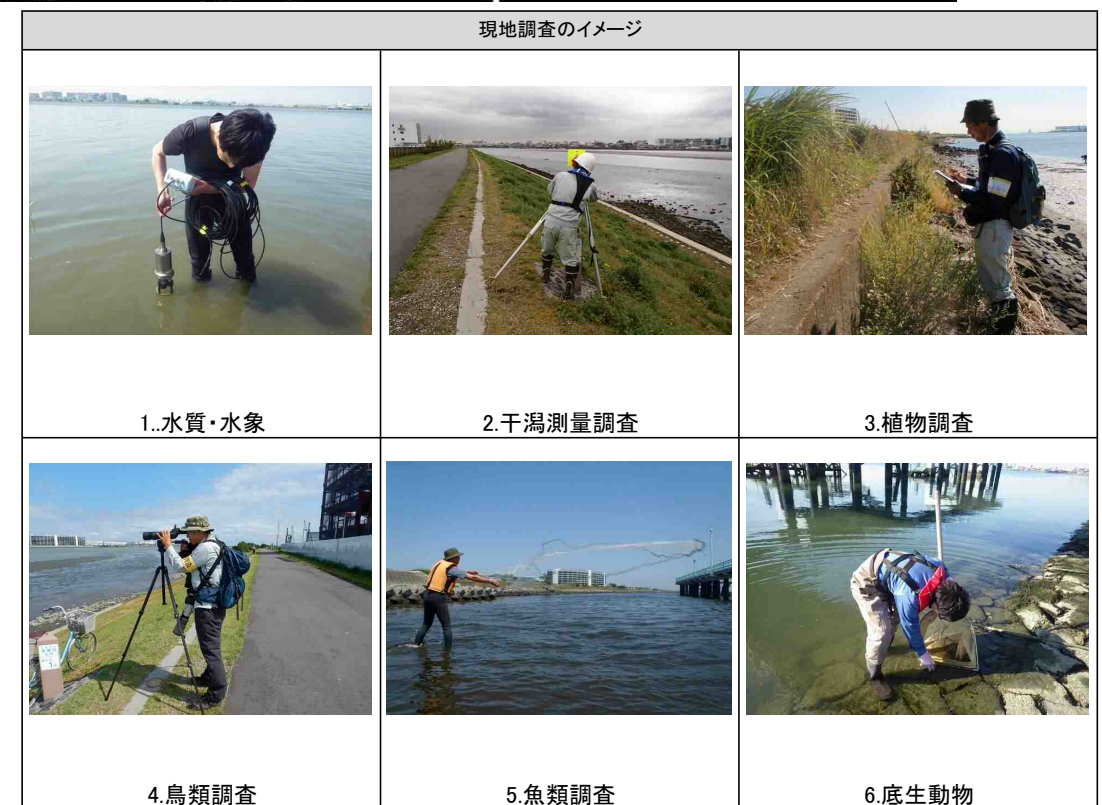 現地調査のイメージ
1..水質・水象
2.干潟測量調査
3.植物調査
4.鳥類調査
5.魚類調査
6.底生動物